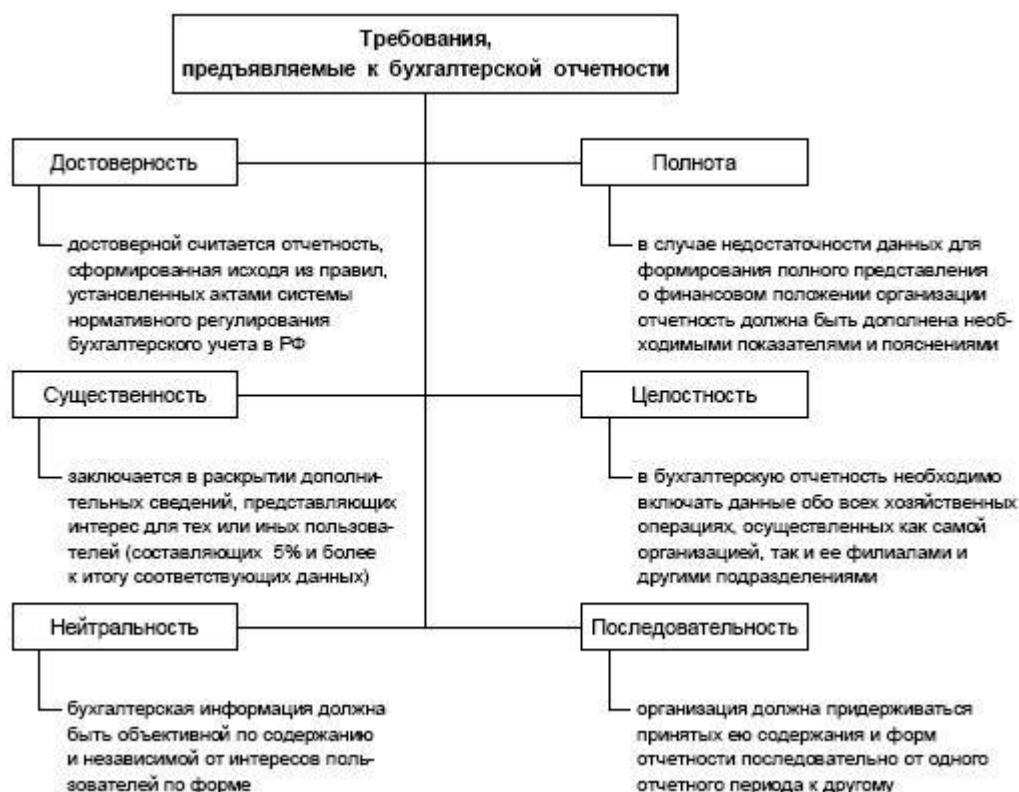 Требования,
предъявляемые к бухгалтерской отчетности
Достоверность
достоверной считается отчетность,
сформированная исходя из правил,
установленных актами системы
нормативного регулирования
бухгалтерского учета в РФ
Полнота
в случае недостаточности данных для
формирования полного представления
о финансовом положении организации
отчетность должна быть дополнена необ-
ходимыми показателями и пояснениями
Существенность
заключается в раскрытии дополни-
тельных сведений, представляющих
интерес для тех или иных пользова-
телей (составляющих 5% и более
к итогу соответствующих данных)
Целостность
в бухгалтерскую отчетность необходимо
включать данные обо всех хозяйственных
операциях, осуществленных как самой
организацией, так и ее филиалами и
другими подразделениями
Нейтральность
бухгалтерская информация должна
быть объективной по содержанию
и независимой от интересов поль-
зователей по форме
Последовательность
организация должна придерживаться
принятых ею содержания и форм
отчетности последовательно от одного
отчетного периода к другому